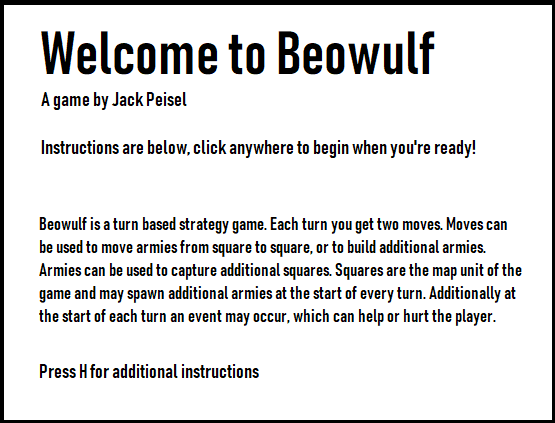 Welcome to Beowulf
A game by Jack Peisel
Instructions are below, click anywhere to begin when you're ready!
Beowulf is a turn based strategy game. Each turn you get two moves. Moves can
be used to move armies from square to square, or to build additional armies.
Armies can be used to capture additional squares. Squares are the map unit of the
game and may spawn additional armies at the start of every turn. Additionally at
the start of each turn an event may occur, which can help or hurt the player.
Press H for additional instructions